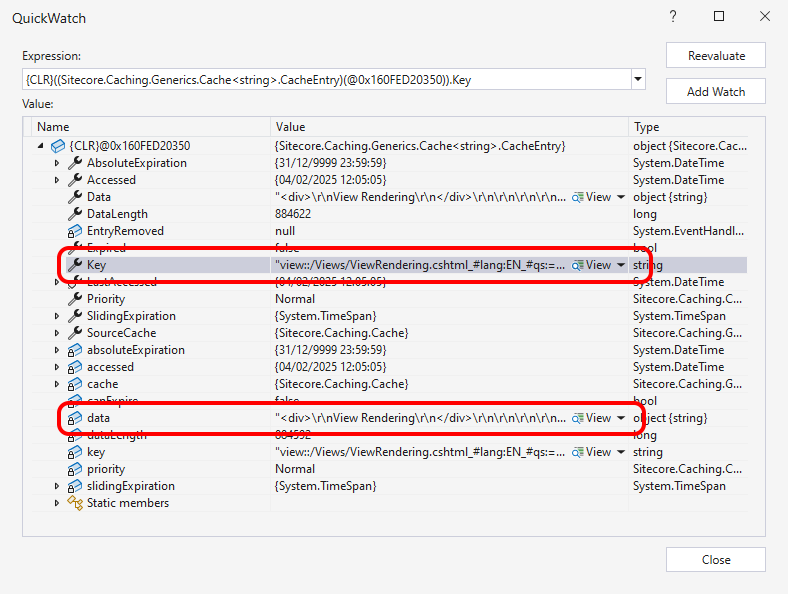 QuickWatch
Expression:
Reevaluate
{CLR}((Sitecore.Caching.Generics.Cache<string>.CacheEntry)(@0x160FED20350)).Key
Add Watch
Value:
Name Value Type
{CLR}@0x160FED20350 {Sitecore.Caching.Generics.Cache<string>.CacheEntry} object {Sitecore.Cac...
AbsoluteExpiration {31/12/9999 23:59:59} System.DateTime
Accessed {04/02/2025 12:05:05} System.DateTime
Data "<div>\r\nView Rendering\r\n</div>\r\n\r\n\r\n\r\n... View object {string}
DataLength 884622 long
EntryRemoved null System.EventHandl...
Expired false bool
Key "view::/Views/ViewRendering.cshtml_#lang:EN_#qs:=... View string
LastAccessed {04/02/2025 12:05:05} System.DateTime
Priority Normal Sitecore.Caching.C...
SlidingExpiration {System.TimeSpan} System.TimeSpan
SourceCache {Sitecore.Caching.Cache} Sitecore.Caching.G...
absoluteExpiration {31/12/9999 23:59:59} System.DateTime
accessed {04/02/2025 12:05:05} System.DateTime
cache {Sitecore.Caching.Cache} Sitecore.Caching.G...
canExpire false bool
data "<div>\r\nView Rendering\r\n</div>\r\n\r\n\r\n\r\n... View object {string}
dataLength 884592 long
key "view::/Views/ViewRendering.cshtml_#lang:EN_#qs:=... View string
priority Normal Sitecore.Caching.C...
slidingExpiration {System.TimeSpan} System.TimeSpan
Static members
Close